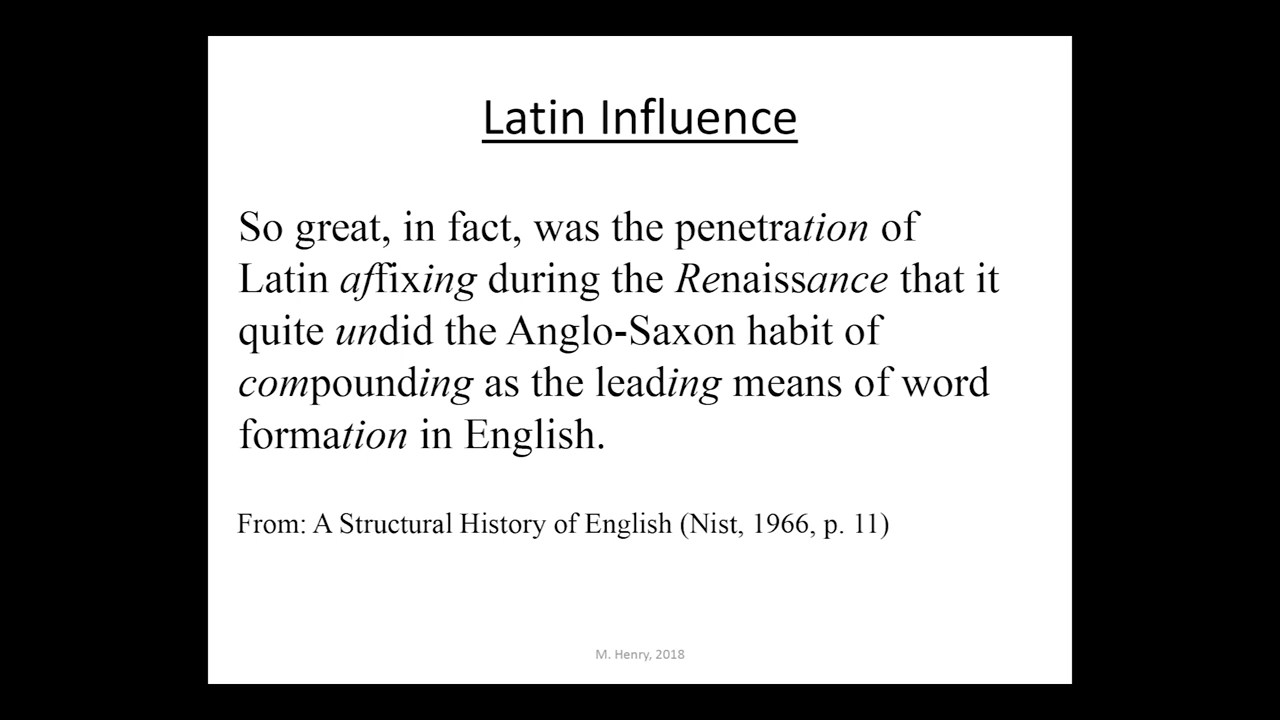 Latin Influence
So great, in fact, was the penetration of
Latin affixing during the Renaissance that it
quite undid the Anglo-Saxon habit of
compounding as the leading means of word
formation in English.
From: A Structural History of English (Nist, 1966, p. 11)
M. Henry, 2018